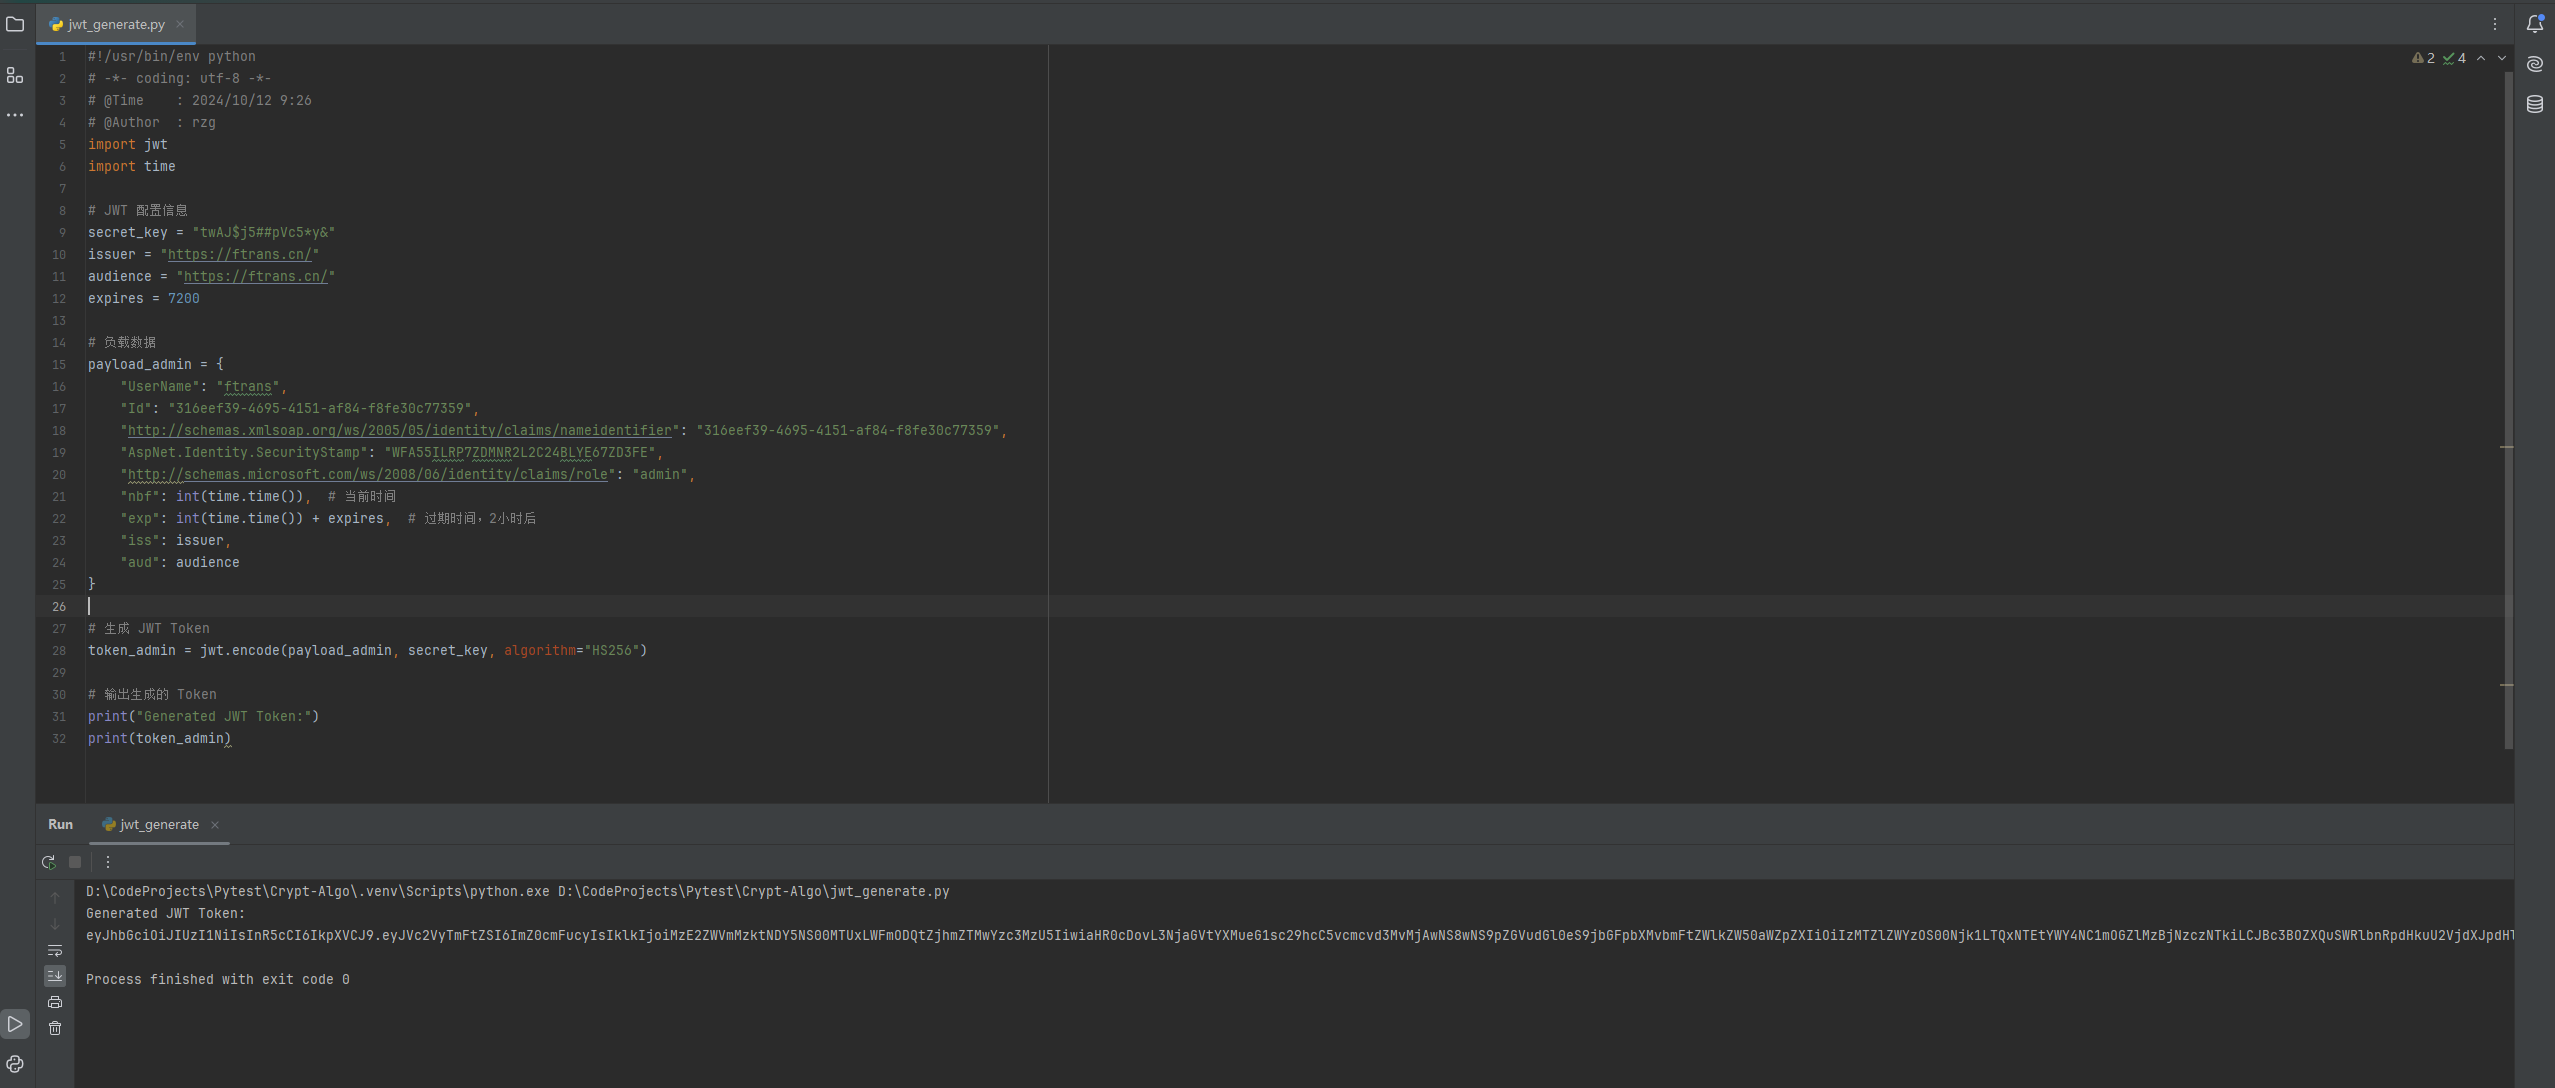 jwt_generate.py
2 4
1 #!/usr/bin/env python
2 # -*- coding: utf-8 -*-
3 # @Time    : 2024/10/12 9:26
4 # @Author  : rzg
5 import jwt
6 import time
7
8 # JWT 配置信息
9 secret_key = "twAJ$j5##pVc5*y&"
10 issuer = "https://ftrans.cn/"
11 audience = "https://ftrans.cn/"
12 expires = 7200
13
14 # 负载数据
15 payload_admin = {
16     "UserName": "ftrans",
17     "Id": "316eef39-4695-4151-af84-f8fe30c77359",
18     "http://schemas.xmlsoap.org/ws/2005/05/identity/claims/nameidentifier": "316eef39-4695-4151-af84-f8fe30c77359",
19     "AspNet.Identity.SecurityStamp": "WFA55ILRP7ZDMNR2L2C24BLYE67ZD3FE",
20     "http://schemas.microsoft.com/ws/2008/06/identity/claims/role": "admin",
21     "nbf": int(time.time()),  # 当前时间
22     "exp": int(time.time()) + expires,  # 过期时间，2小时后
23     "iss": issuer,
24     "aud": audience
25 }
26
27 # 生成 JWT Token
28 token_admin = jwt.encode(payload_admin, secret_key, algorithm="HS256")
29
30 # 输出生成的 Token
31 print("Generated JWT Token:")
32 print(token_admin)
Run jwt_generate
D:\CodeProjects\Pytest\Crypt-Algo\.venv\Scripts\python.exe D:\CodeProjects\Pytest\Crypt-Algo\jwt_generate.py
Generated JWT Token:
eyJhbGciOiJIUzI1NiIsInR5cCI6IkpXVCJ9.eyJVc2VyTmFtZSI6ImZ0cmFucyIsIklkIjoiMzE2ZWVmMzktNDY5NS00MTUxLWFmODQtZjhmZTMwYzc3MzU5IiwiaHR0cDovL3NjaGVtYXMueG1sc29hcC5vcmcvd3MvMjAwNS8wNS9pZGVudGl0eS9jbGFpbXMvbmFtZWlkZW50aWZpZXIiOiIzMTZlZWYzOS00Njk1LTQxNTEtYWY4NC1mOGZlMzBjNzczNTkiLCJBc3BOZXQuSWRlbnRpdHkuU2VjdXJpdHl
Process finished with exit code 0